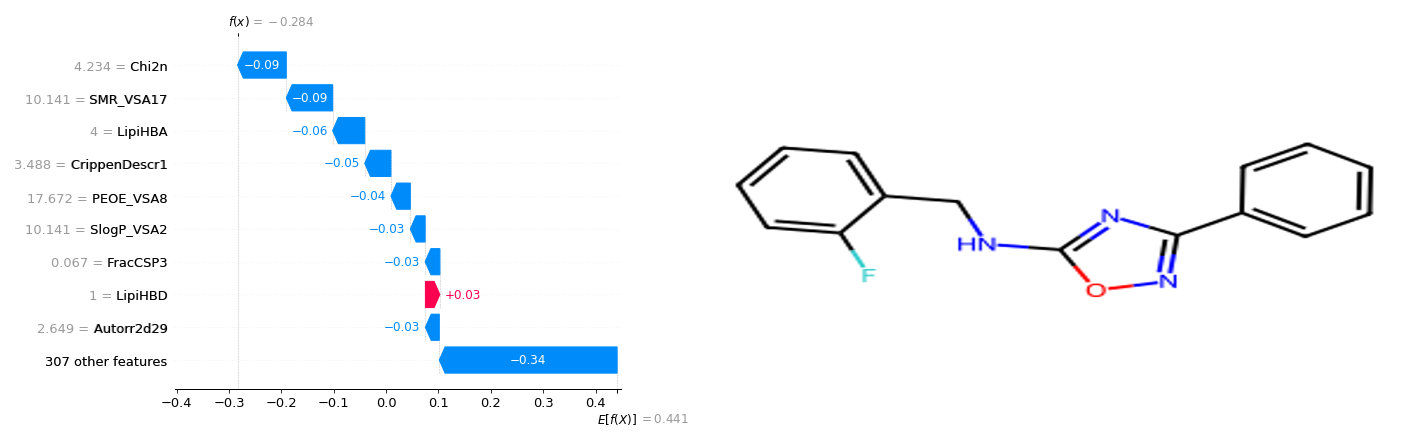 f(x) = −0.284
4.234 = Chi2n
−0.09
10.141 = SMR_VSA17
−0.09
4 = LipiHBA
−0.06
3.488 = CrippenDescr1
−0.05
17.672 = PEOE_VSA8
−0.04
10.141 = SlogP_VSA2
−0.03
0.067 = FracCSP3
−0.03
1 = LipiHBD
+0.03
2.649 = Autorr2d29
−0.03
307 other features
−0.34
−0.4 −0.3 −0.2 −0.1 0.0 0.1 0.2 0.3 0.4
E[f(X)] = 0.441
N
HN
F
N
O